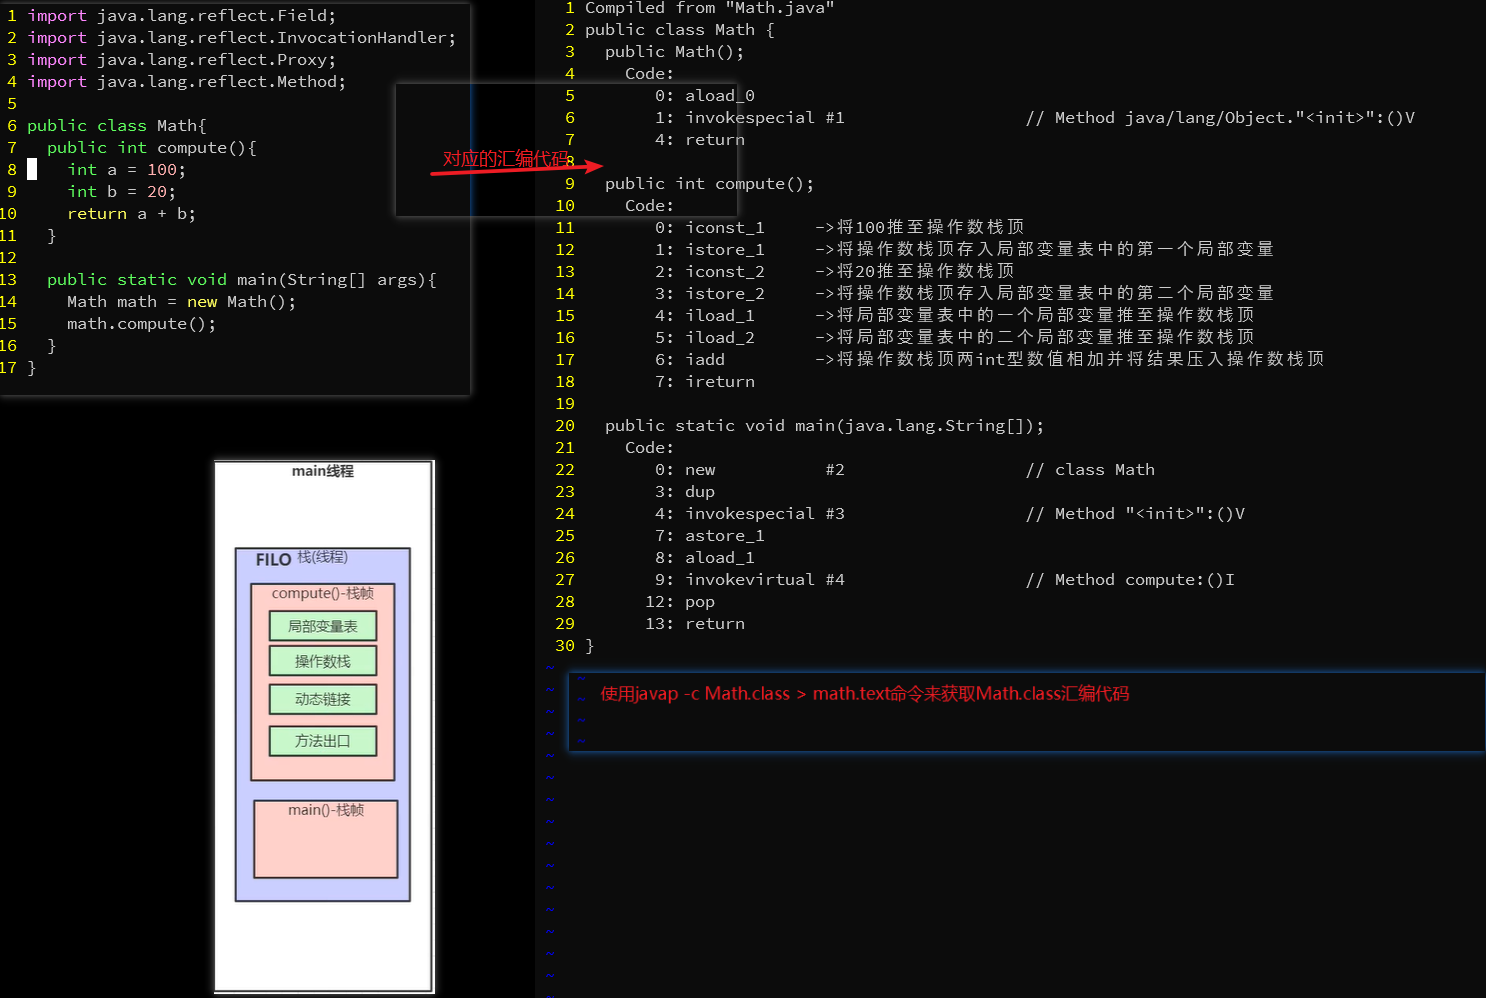 1 import java.lang.reflect.Field;
2 import java.lang.reflect.InvocationHandler;
3 import java.lang.reflect.Proxy;
4 import java.lang.reflect.Method;
5
6 public class Math{
7   public int compute(){
8     int a = 100;
9     int b = 20;
10     return a + b;
11   }
12
13   public static void main(String[] args){
14     Math math = new Math();
15     math.compute();
16   }
17 }
对应的汇编代码
1 Compiled from "Math.java"
2 public class Math {
3   public Math();
4     Code:
5        0: aload_0
6        1: invokespecial #1                  // Method java/lang/Object."<init>":()V
7        4: return
8
9   public int compute();
10     Code:
11        0: iconst_1     ->将100推至操作数栈顶
12        1: istore_1     ->将操作数栈顶存入局部变量表中的第一个局部变量
13        2: iconst_2     ->将20推至操作数栈顶
14        3: istore_2     ->将操作数栈顶存入局部变量表中的第二个局部变量
15        4: iload_1      ->将局部变量表中的一个局部变量推至操作数栈顶
16        5: iload_2      ->将局部变量表中的二个局部变量推至操作数栈顶
17        6: iadd         ->将操作数栈顶两int型数值相加并将结果压入操作数栈顶
18        7: ireturn
19
20   public static void main(java.lang.String[]);
21     Code:
22        0: new           #2                  // class Math
23        3: dup
24        4: invokespecial #3                  // Method "<init>":()V
25        7: astore_1
26        8: aload_1
27        9: invokevirtual #4                  // Method compute:()I
28       12: pop
29       13: return
30 }
使用javap -c Math.class > math.text命令来获取Math.class汇编代码
main线程
FILO 栈(线程)
compute()-栈帧
局部变量表
操作数栈
动态链接
方法出口
main()-栈帧